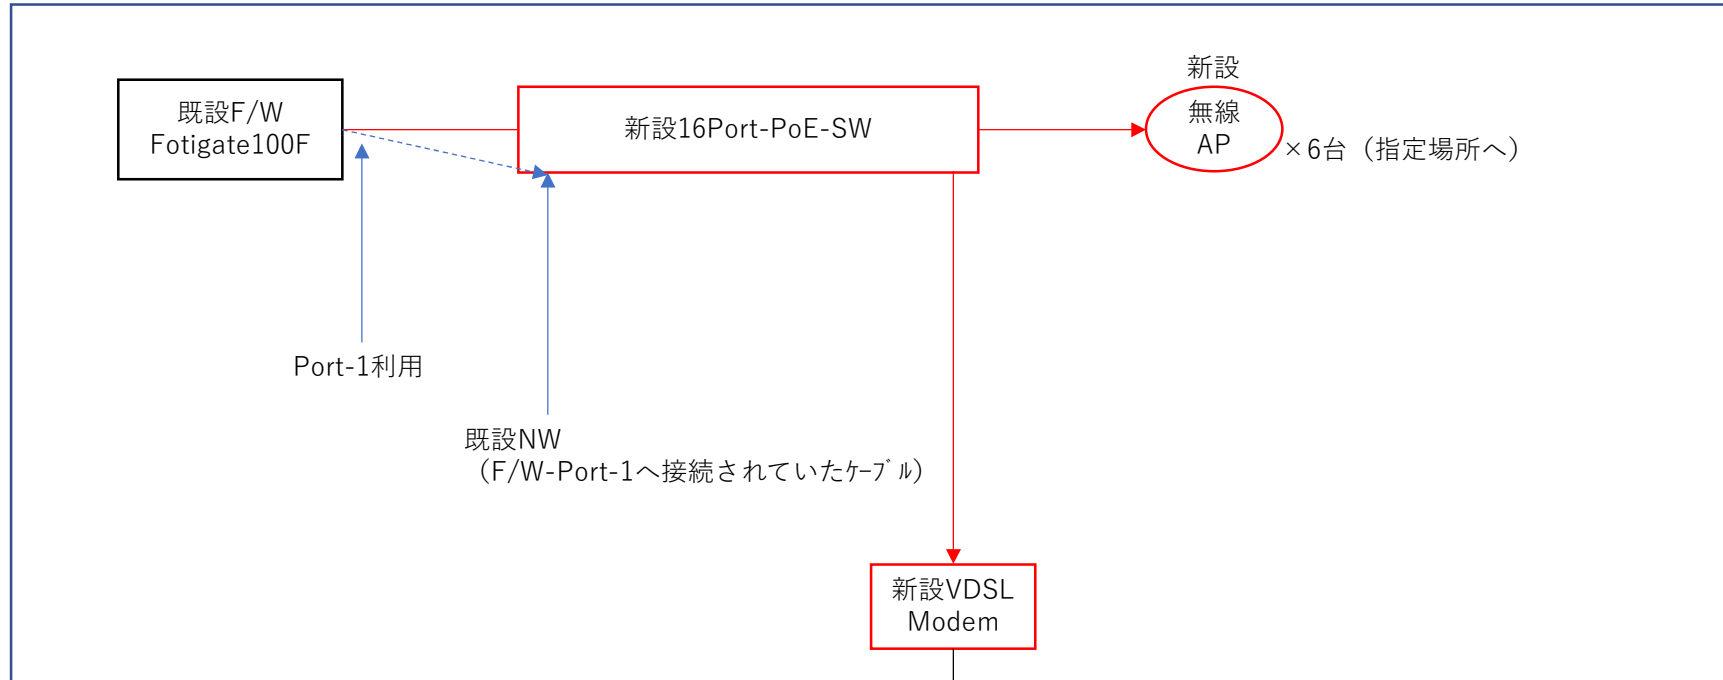 既設F/W
Fotigate100F
新設16Port-PoE-SW
新設
無線
AP
×6台（指定場所へ）
Port-1利用
既設NW
（F/W-Port-1へ接続されていたｹｰﾌﾞﾙ）
新設VDSL
Modem